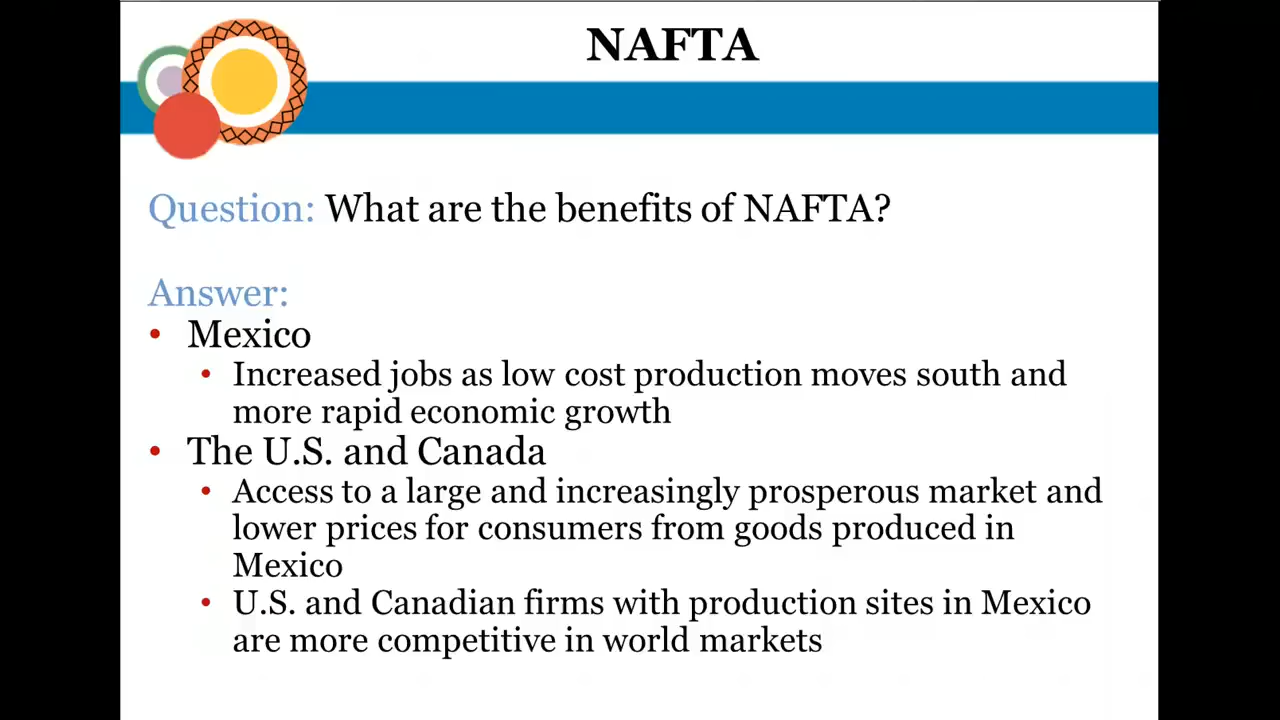 NAFTA
Question: What are the benefits of NAFTA?
Answer:
• Mexico
• Increased jobs as low cost production moves south and
more rapid economic growth
• The U.S. and Canada
• Access to a large and increasingly prosperous market and
lower prices for consumers from goods produced in
Mexico
• U.S. and Canadian firms with production sites in Mexico
are more competitive in world markets